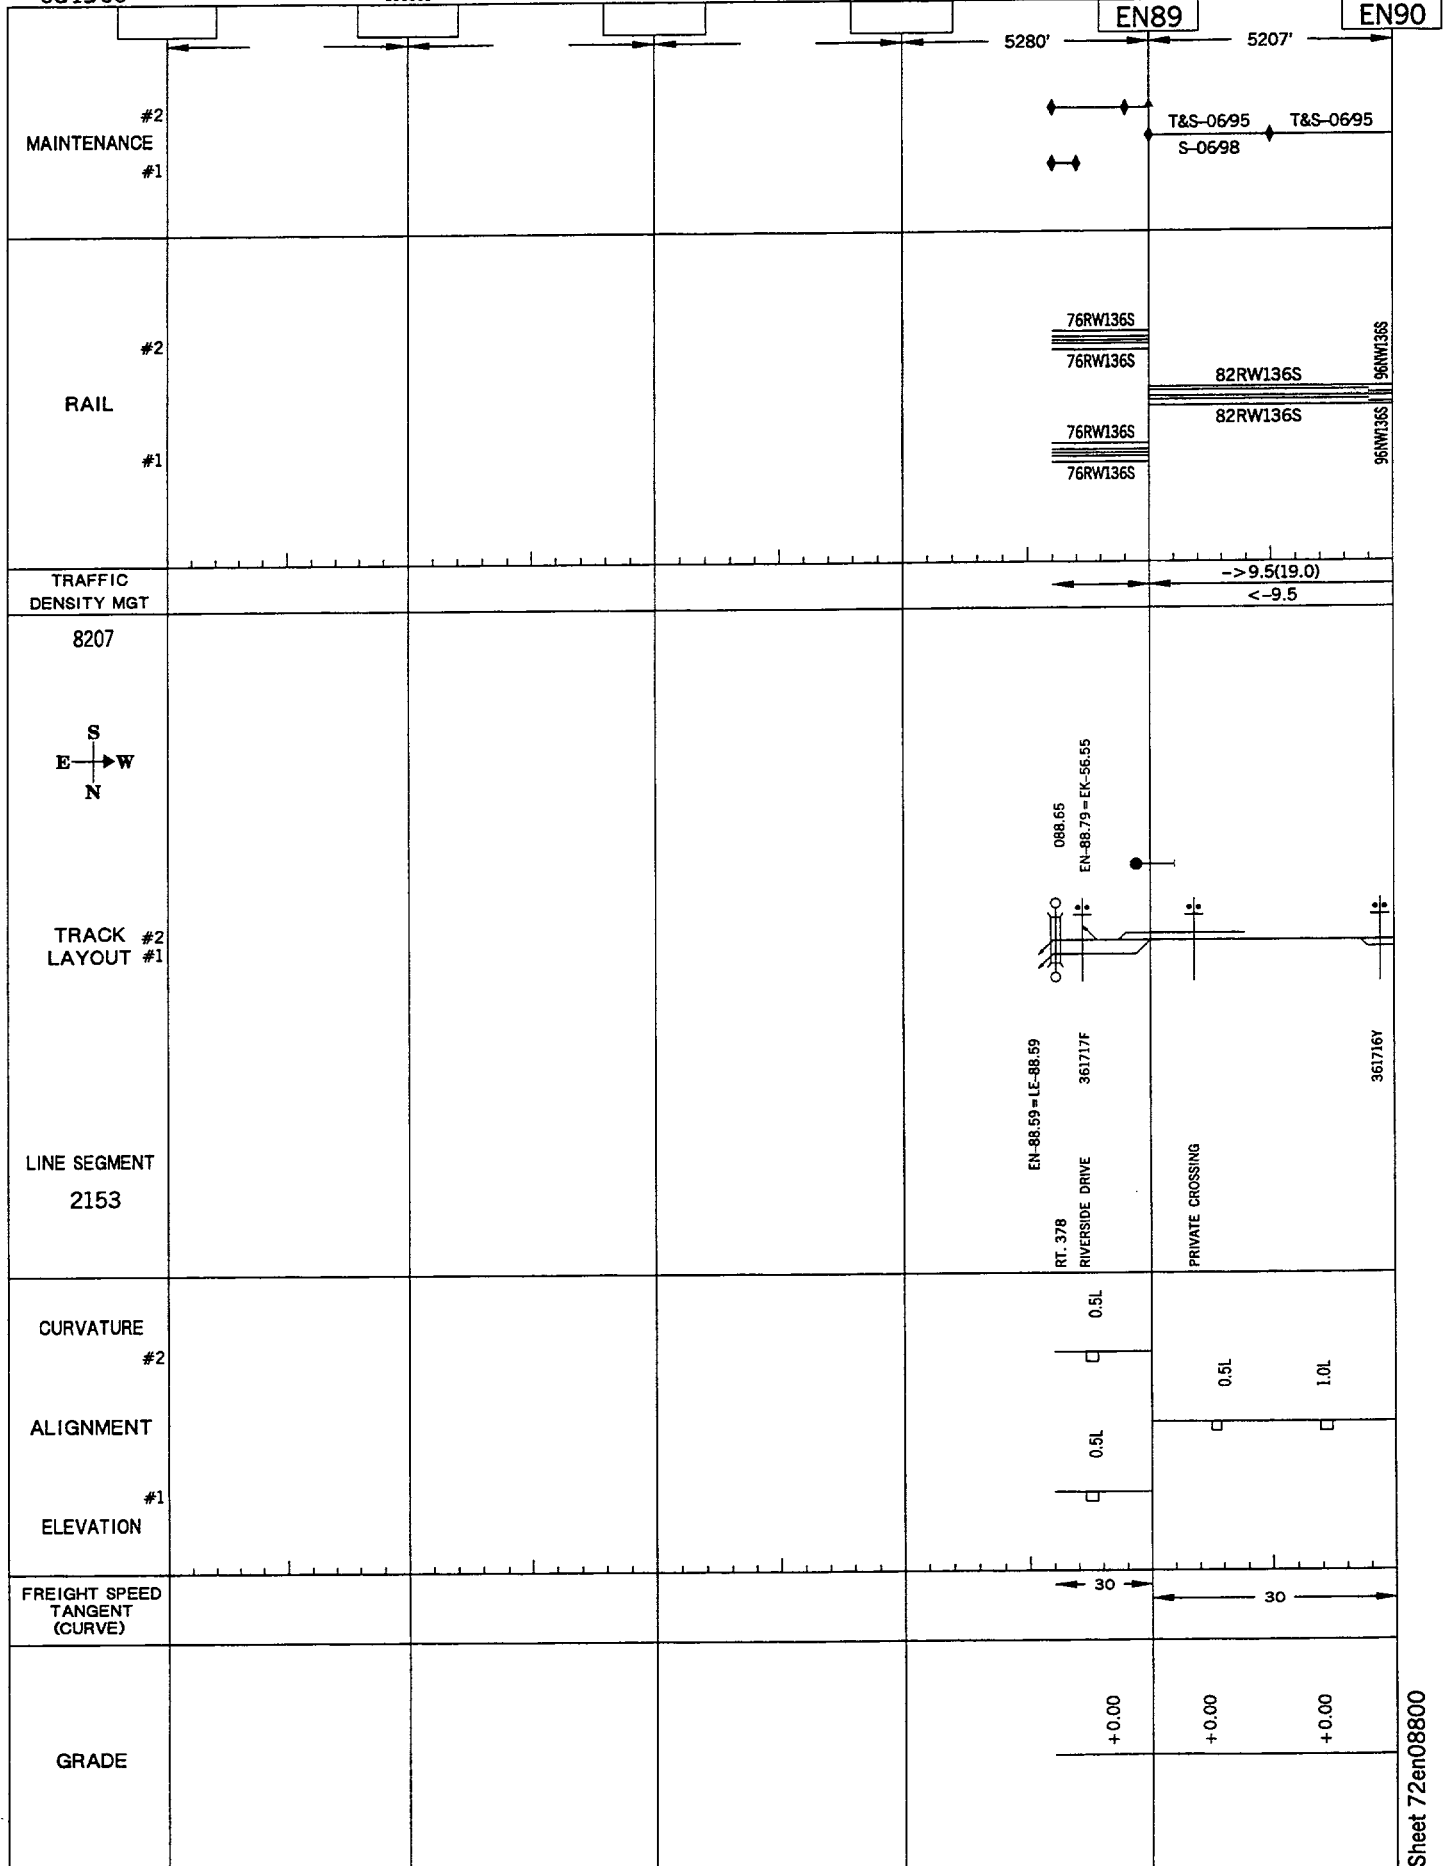 EN89
EN90
5280'
5207'
#2
MAINTENANCE
#1
T&S-06/95
T&S-06/95
S-06/98
#2
RAIL
#1
76RW136S
76RW136S
76RW136S
76RW136S
82RW136S
82RW136S
96NW136S
96NW136S
TRAFFIC
DENSITY MGT
->9.5(19.0)
<-9.5
8207
S
E W
N
088.65
EN-88.79=EK-56.55
TRACK #2
LAYOUT #1
EN-88.59=LE-88.59
361717F
361716Y
LINE SEGMENT
2153
RT. 378
RIVERSIDE DRIVE
PRIVATE CROSSING
CURVATURE
#2
0.5L
0.5L
1.0L
ALIGNMENT
0.5L
#1
ELEVATION
FREIGHT SPEED
TANGENT
(CURVE)
30
30
GRADE
+0.00
+0.00
+0.00
Sheet 72en08800